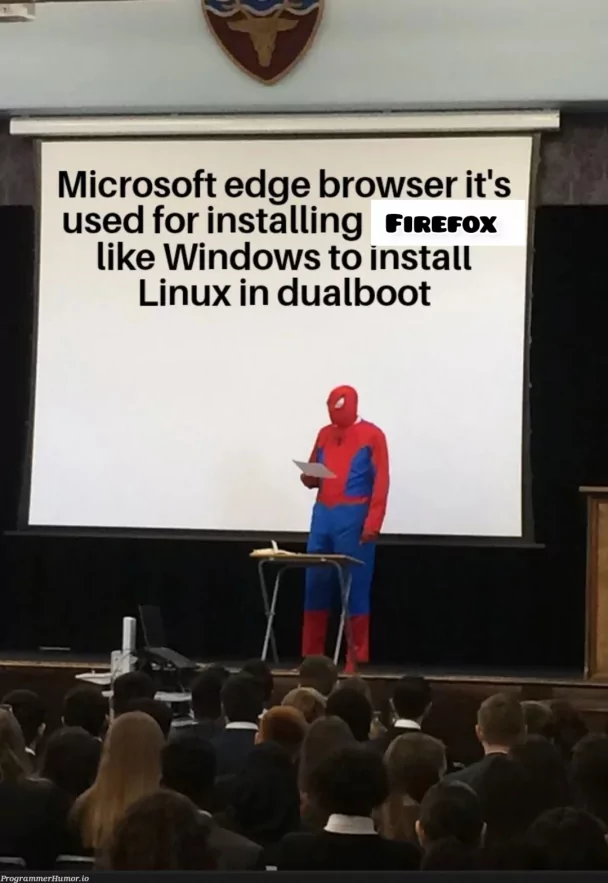 Microsoft edge browser it's
used for installing FIREFOX
like Windows to install
Linux in dualboot
ProgrammerHumor.io